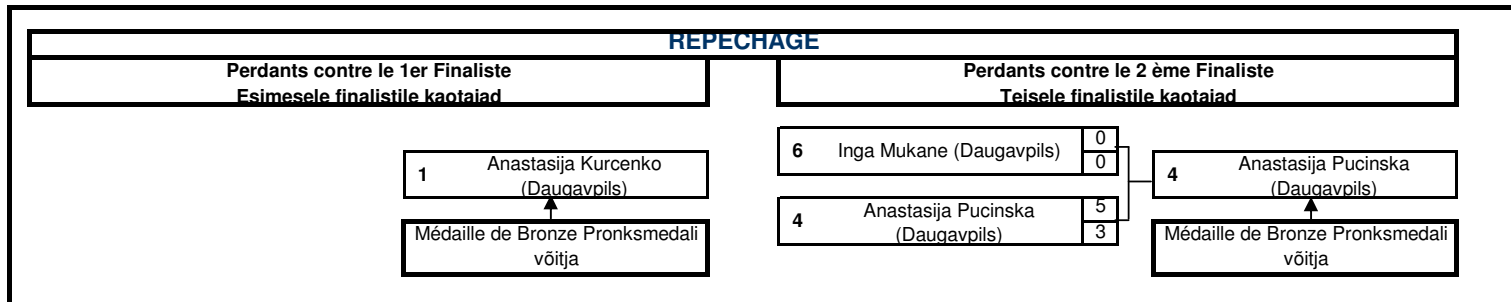 REPECHAGE
Perdants contre le 1er Finaliste
Esimesele finalistile kaotajad
Perdants contre le 2 ème Finaliste
Teisele finalistile kaotajad
1
Anastasija Kurcenko
(Daugavpils)
Médaille de Bronze Pronksmedali
võitja
6
Inga Mukane (Daugavpils)
0
0
4
Anastasija Pucinska
(Daugavpils)
5
3
4
Anastasija Pucinska
(Daugavpils)
Médaille de Bronze Pronksmedali
võitja